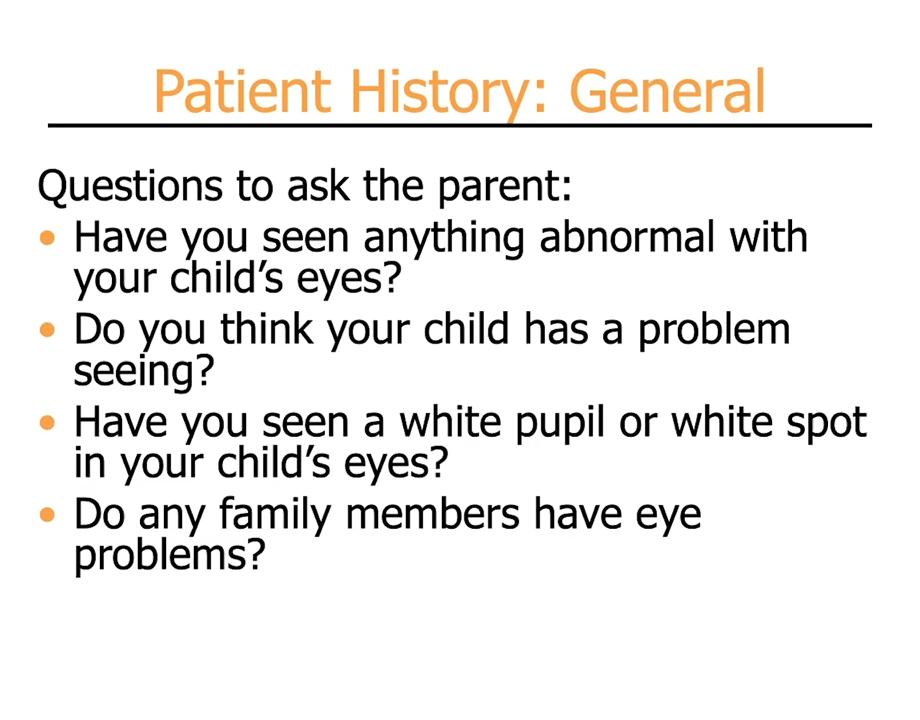 Patient History: General
Questions to ask the parent:
• Have you seen anything abnormal with
your child’s eyes?
• Do you think your child has a problem
seeing?
• Have you seen a white pupil or white spot
in your child’s eyes?
• Do any family members have eye
problems?